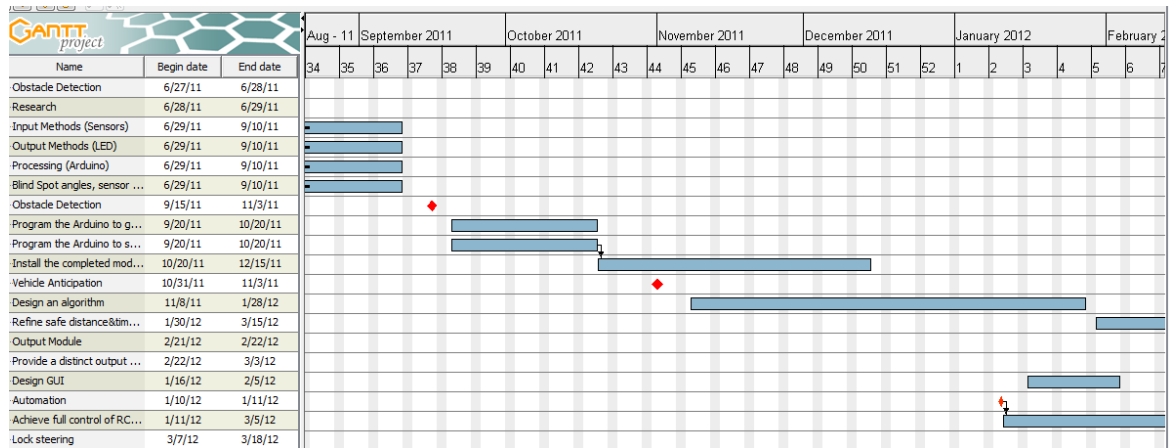 GANTT
project
Aug - 11 September 2011 October 2011 November 2011 December 2011 January 2012 February 2
Name Begin date End date 34 35 36 37 38 39 40 41 42 43 44 45 46 47 48 49 50 51 52 1 2 3 4 5 6
Obstacle Detection 6/27/11 6/28/11
Research 6/28/11 6/29/11
Input Methods (Sensors) 6/29/11 9/10/11
Output Methods (LED) 6/29/11 9/10/11
Processing (Arduino) 6/29/11 9/10/11
Blind Spot angles, sensor ... 6/29/11 9/10/11
Obstacle Detection 9/15/11 11/3/11
Program the Arduino to g... 9/20/11 10/20/11
Program the Arduino to s... 9/20/11 10/20/11
Install the completed mod... 10/20/11 12/15/11
Vehicle Anticipation 10/31/11 11/3/11
Design an algorithm 11/8/11 1/28/12
Refine safe distance&tim... 1/30/12 3/15/12
Output Module 2/21/12 2/22/12
Provide a distinct output ... 2/22/12 3/3/12
Design GUI 1/16/12 2/5/12
Automation 1/10/12 1/11/12
Achieve full control of RC... 1/11/12 3/5/12
Lock steering 3/7/12 3/18/12